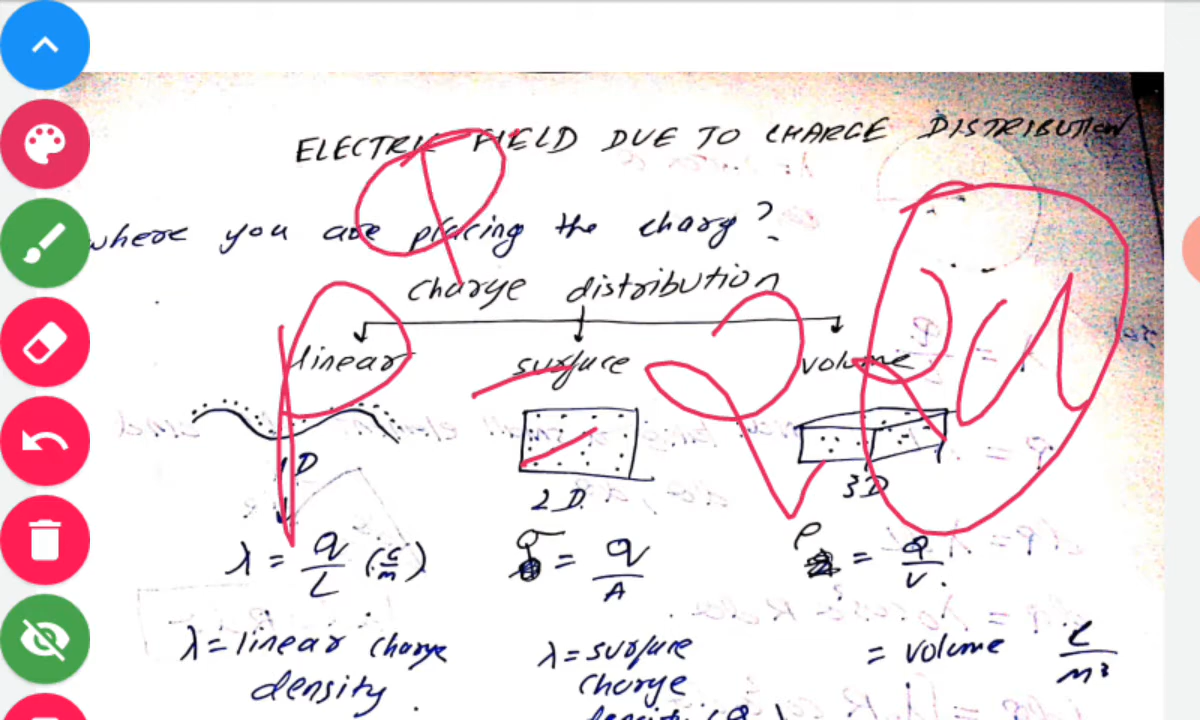 ELECTRIC FIELD DUE TO CHARGE DISTRIBUTION
where you are placing the charg?
charge distribution
linear surface volume
1D 2D. 3D
λ = q/L (c/m) σ = q/A ρ = q/V.
λ = linear charge λ = surface = volume c/m³
density. charge